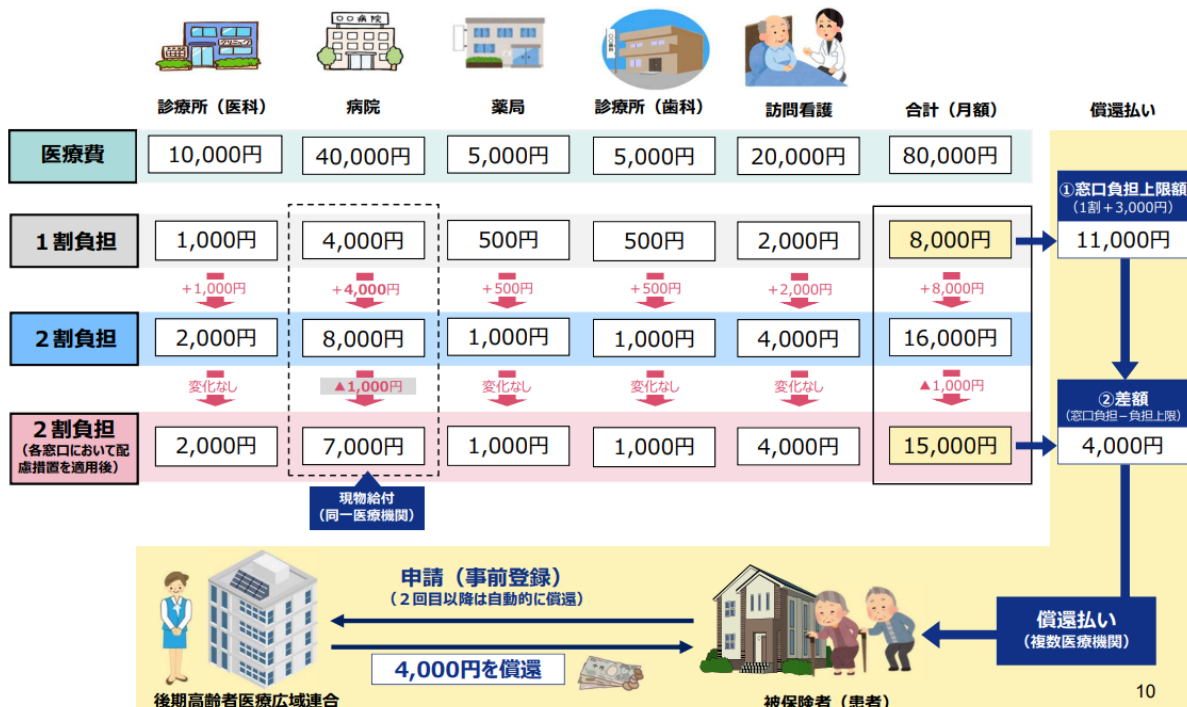 クリニック
〇〇病院
診療所（医科） 病院 薬局 診療所（歯科） 訪問看護 合計（月額） 償還払い
医療費 10,000円 40,000円 5,000円 5,000円 20,000円 80,000円
①窓口負担上限額
（1割＋3,000円）
１割負担 1,000円 4,000円 500円 500円 2,000円 8,000円 11,000円
+1,000円 +4,000円 +500円 +500円 +2,000円 +8,000円
２割負担 2,000円 8,000円 1,000円 1,000円 4,000円 16,000円
変化なし ▲1,000円 変化なし 変化なし 変化なし ▲1,000円
②差額
（窓口負担－負担上限）
２割負担
（各窓口において配
慮措置を適用後）
2,000円 7,000円 1,000円 1,000円 4,000円 15,000円 4,000円
現物給付
（同一医療機関）
申請（事前登録）
（２回目以降は自動的に償還）
償還払い
（複数医療機関）
4,000円を償還
後期高齢者医療広域連合
被保険者（患者）
10